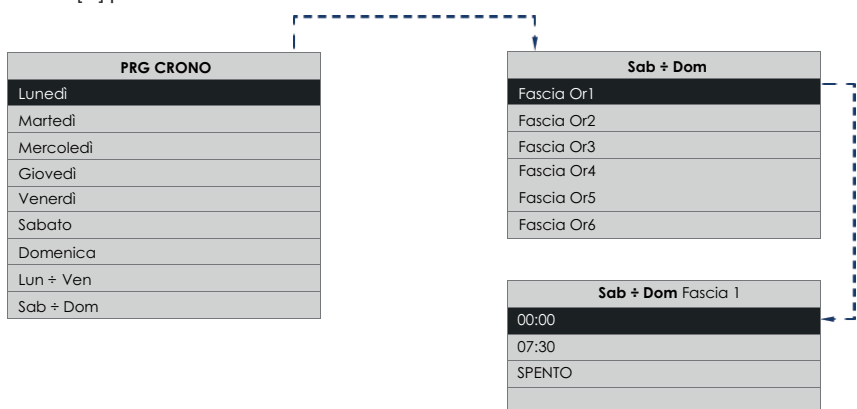 PRG CRONO
Lunedì
Martedì
Mercoledì
Giovedì
Venerdì
Sabato
Domenica
Lun ÷ Ven
Sab ÷ Dom
Sab ÷ Dom
Fascia Or1
Fascia Or2
Fascia Or3
Fascia Or4
Fascia Or5
Fascia Or6
Sab ÷ Dom Fascia 1
00:00
07:30
SPENTO